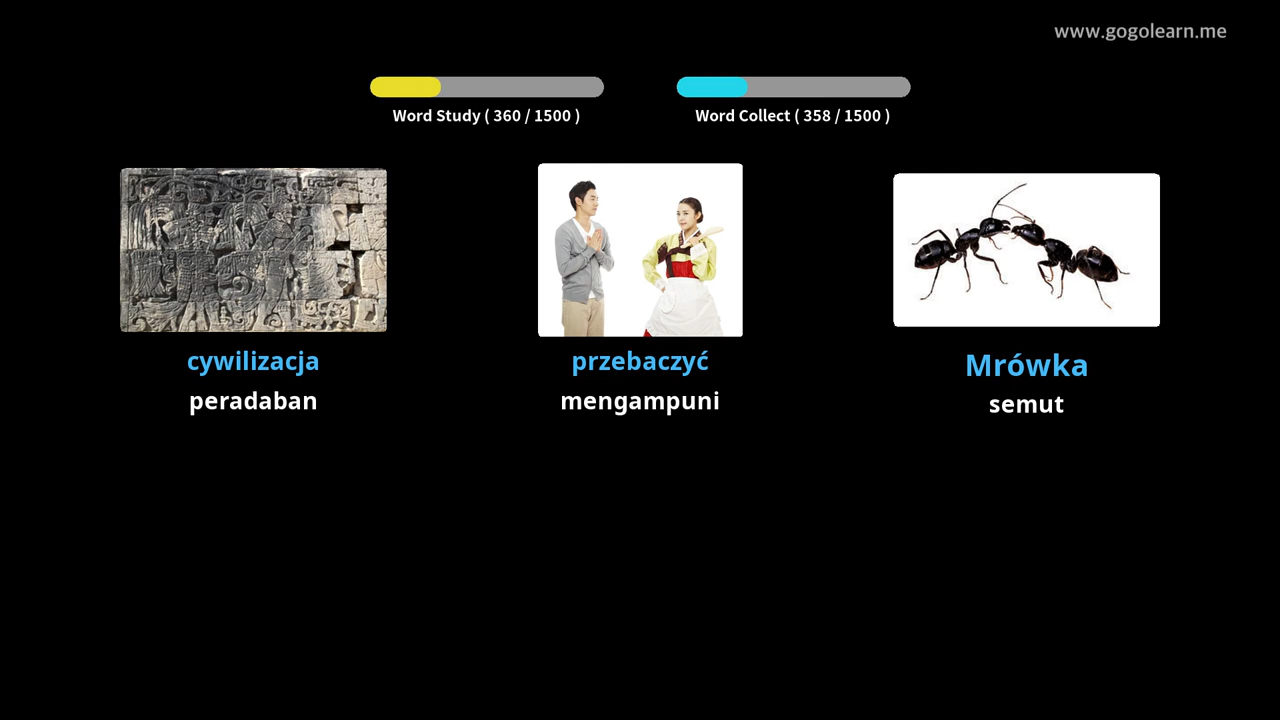 www.gogolearn.me
Word Study ( 360 / 1500 )
Word Collect ( 358 / 1500 )
cywilizacja
peradaban
przebaczyć
mengampuni
Mrówka
semut